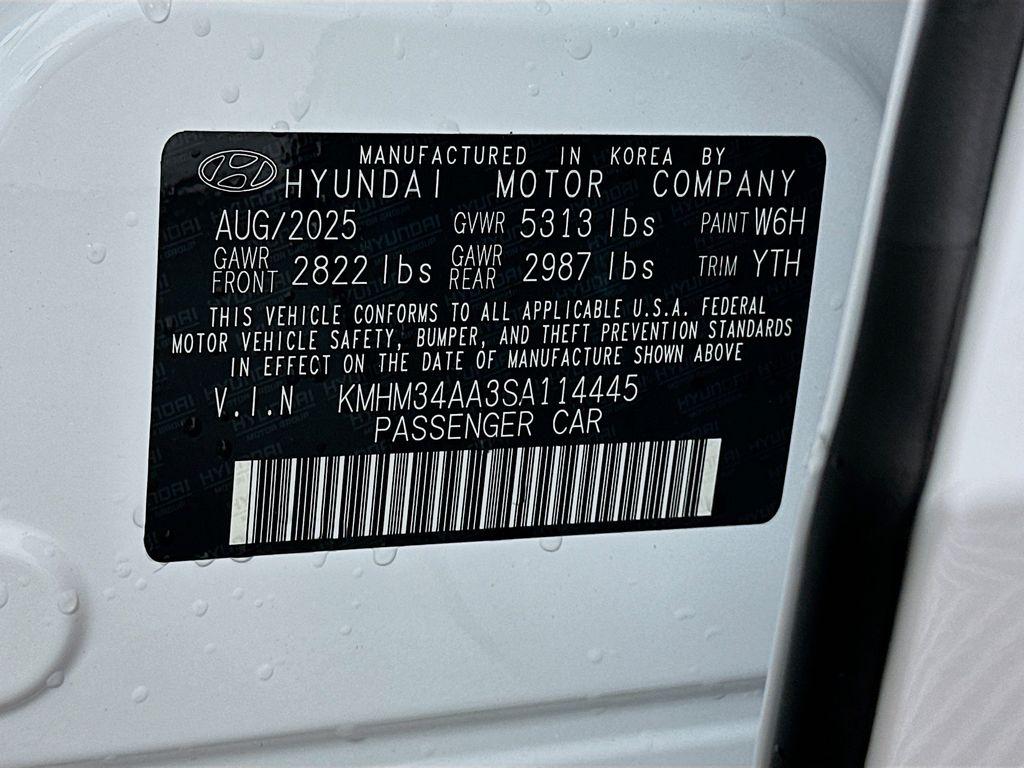 MANUFACTURED IN KOREA BY
HYUNDAI MOTOR COMPANY
AUG/2025 GVWR 5313 lbs PAINT W6H
GAWR FRONT 2822 lbs GAWR REAR 2987 lbs TRIM YTH
THIS VEHICLE CONFORMS TO ALL APPLICABLE U.S.A. FEDERAL
MOTOR VEHICLE SAFETY, BUMPER, AND THEFT PREVENTION STANDARDS
IN EFFECT ON THE DATE OF MANUFACTURE SHOWN ABOVE
V.I.N KMHM34AA3SA114445
PASSENGER CAR